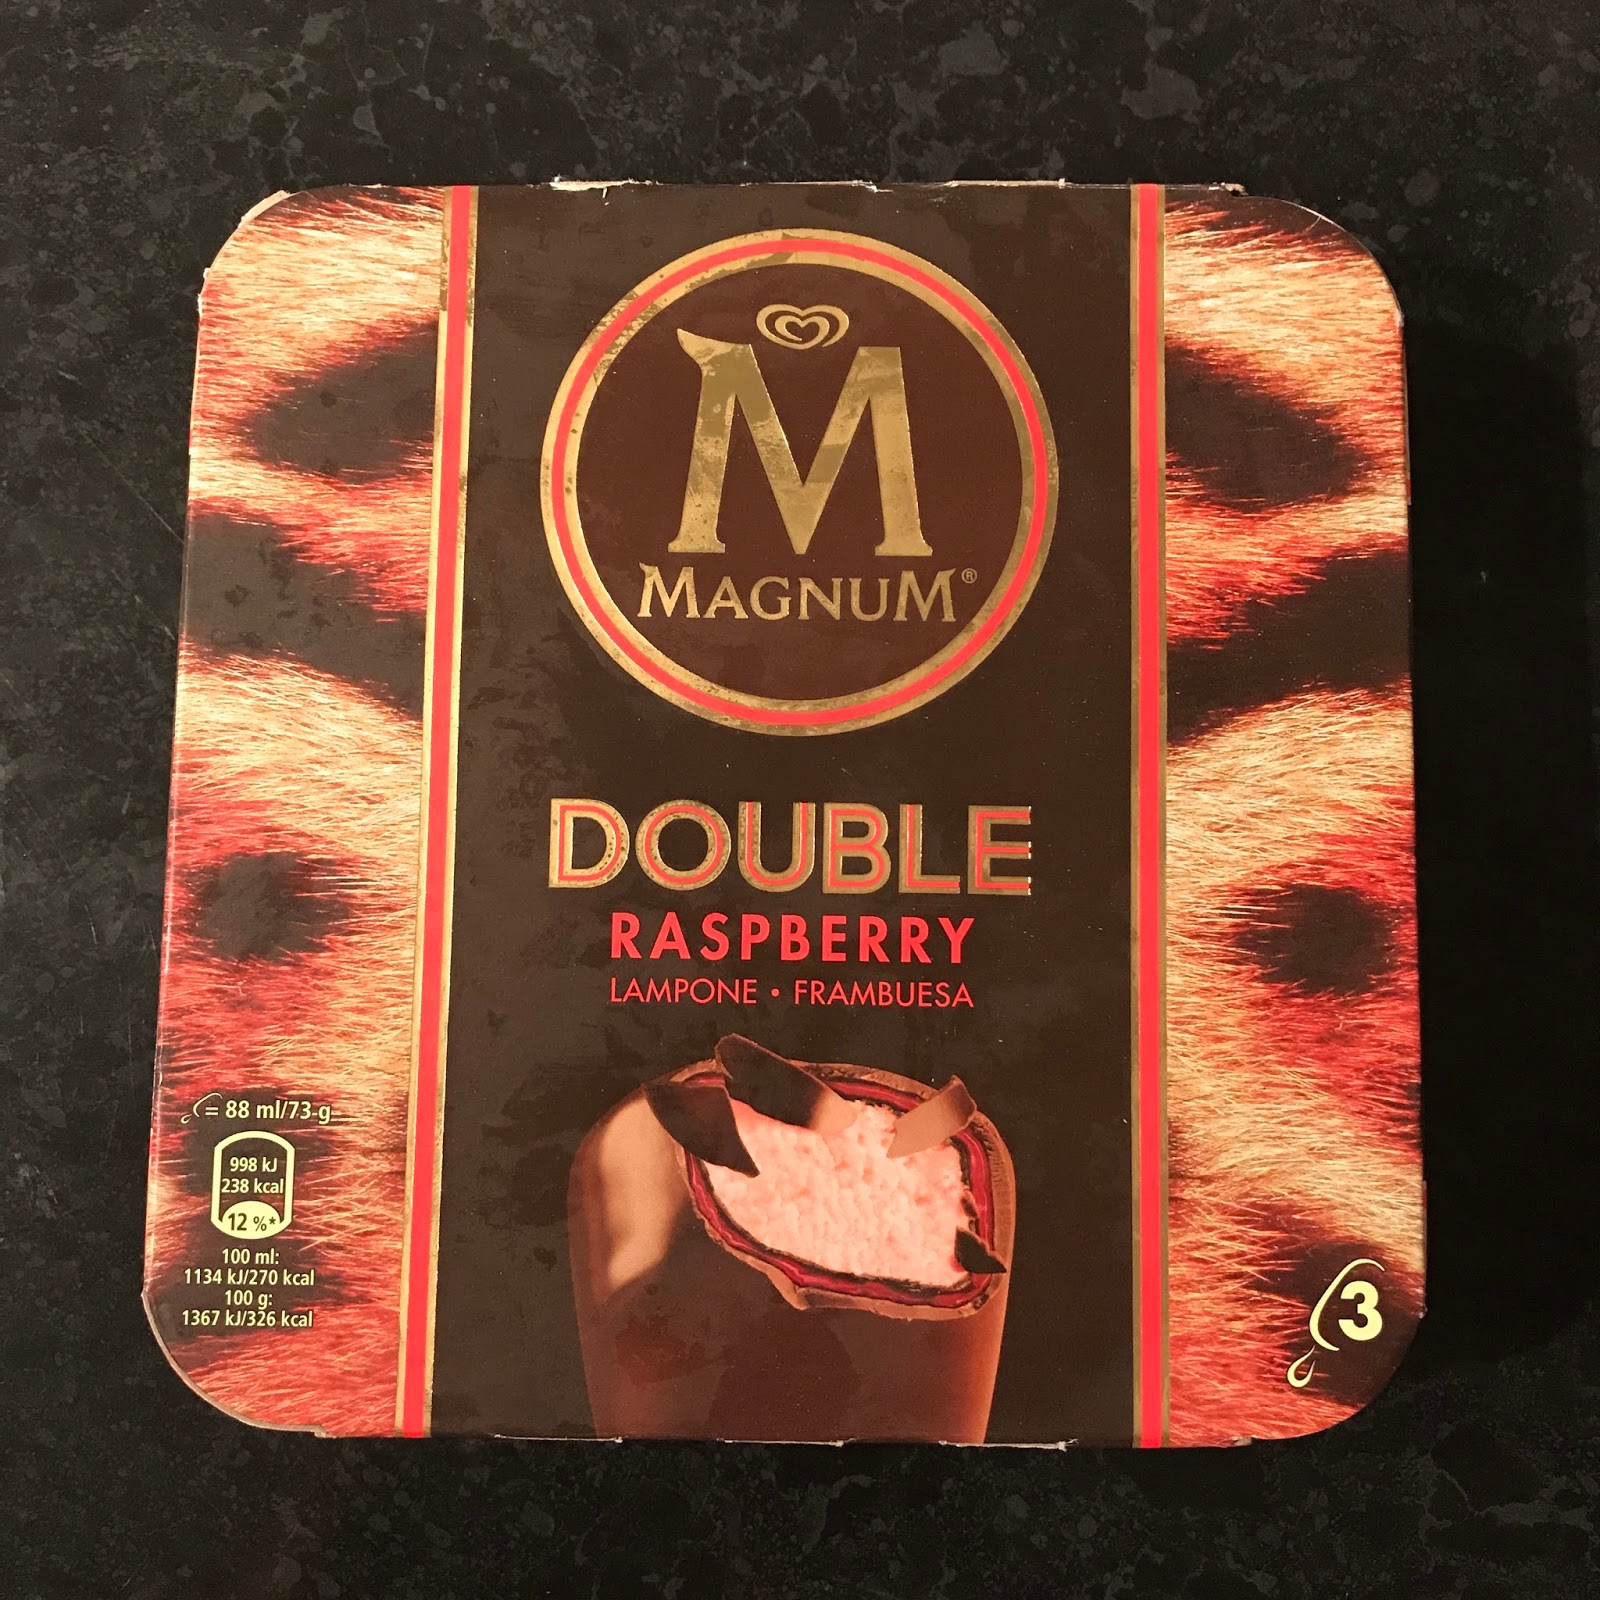 M
MAGNUM®
DOUBLE
RASPBERRY
LAMPONE • FRAMBUESA
= 88 ml/73 g
998 kJ
238 kcal
12 %*
100 ml:
1134 kJ/270 kcal
100 g:
1367 kJ/326 kcal
3